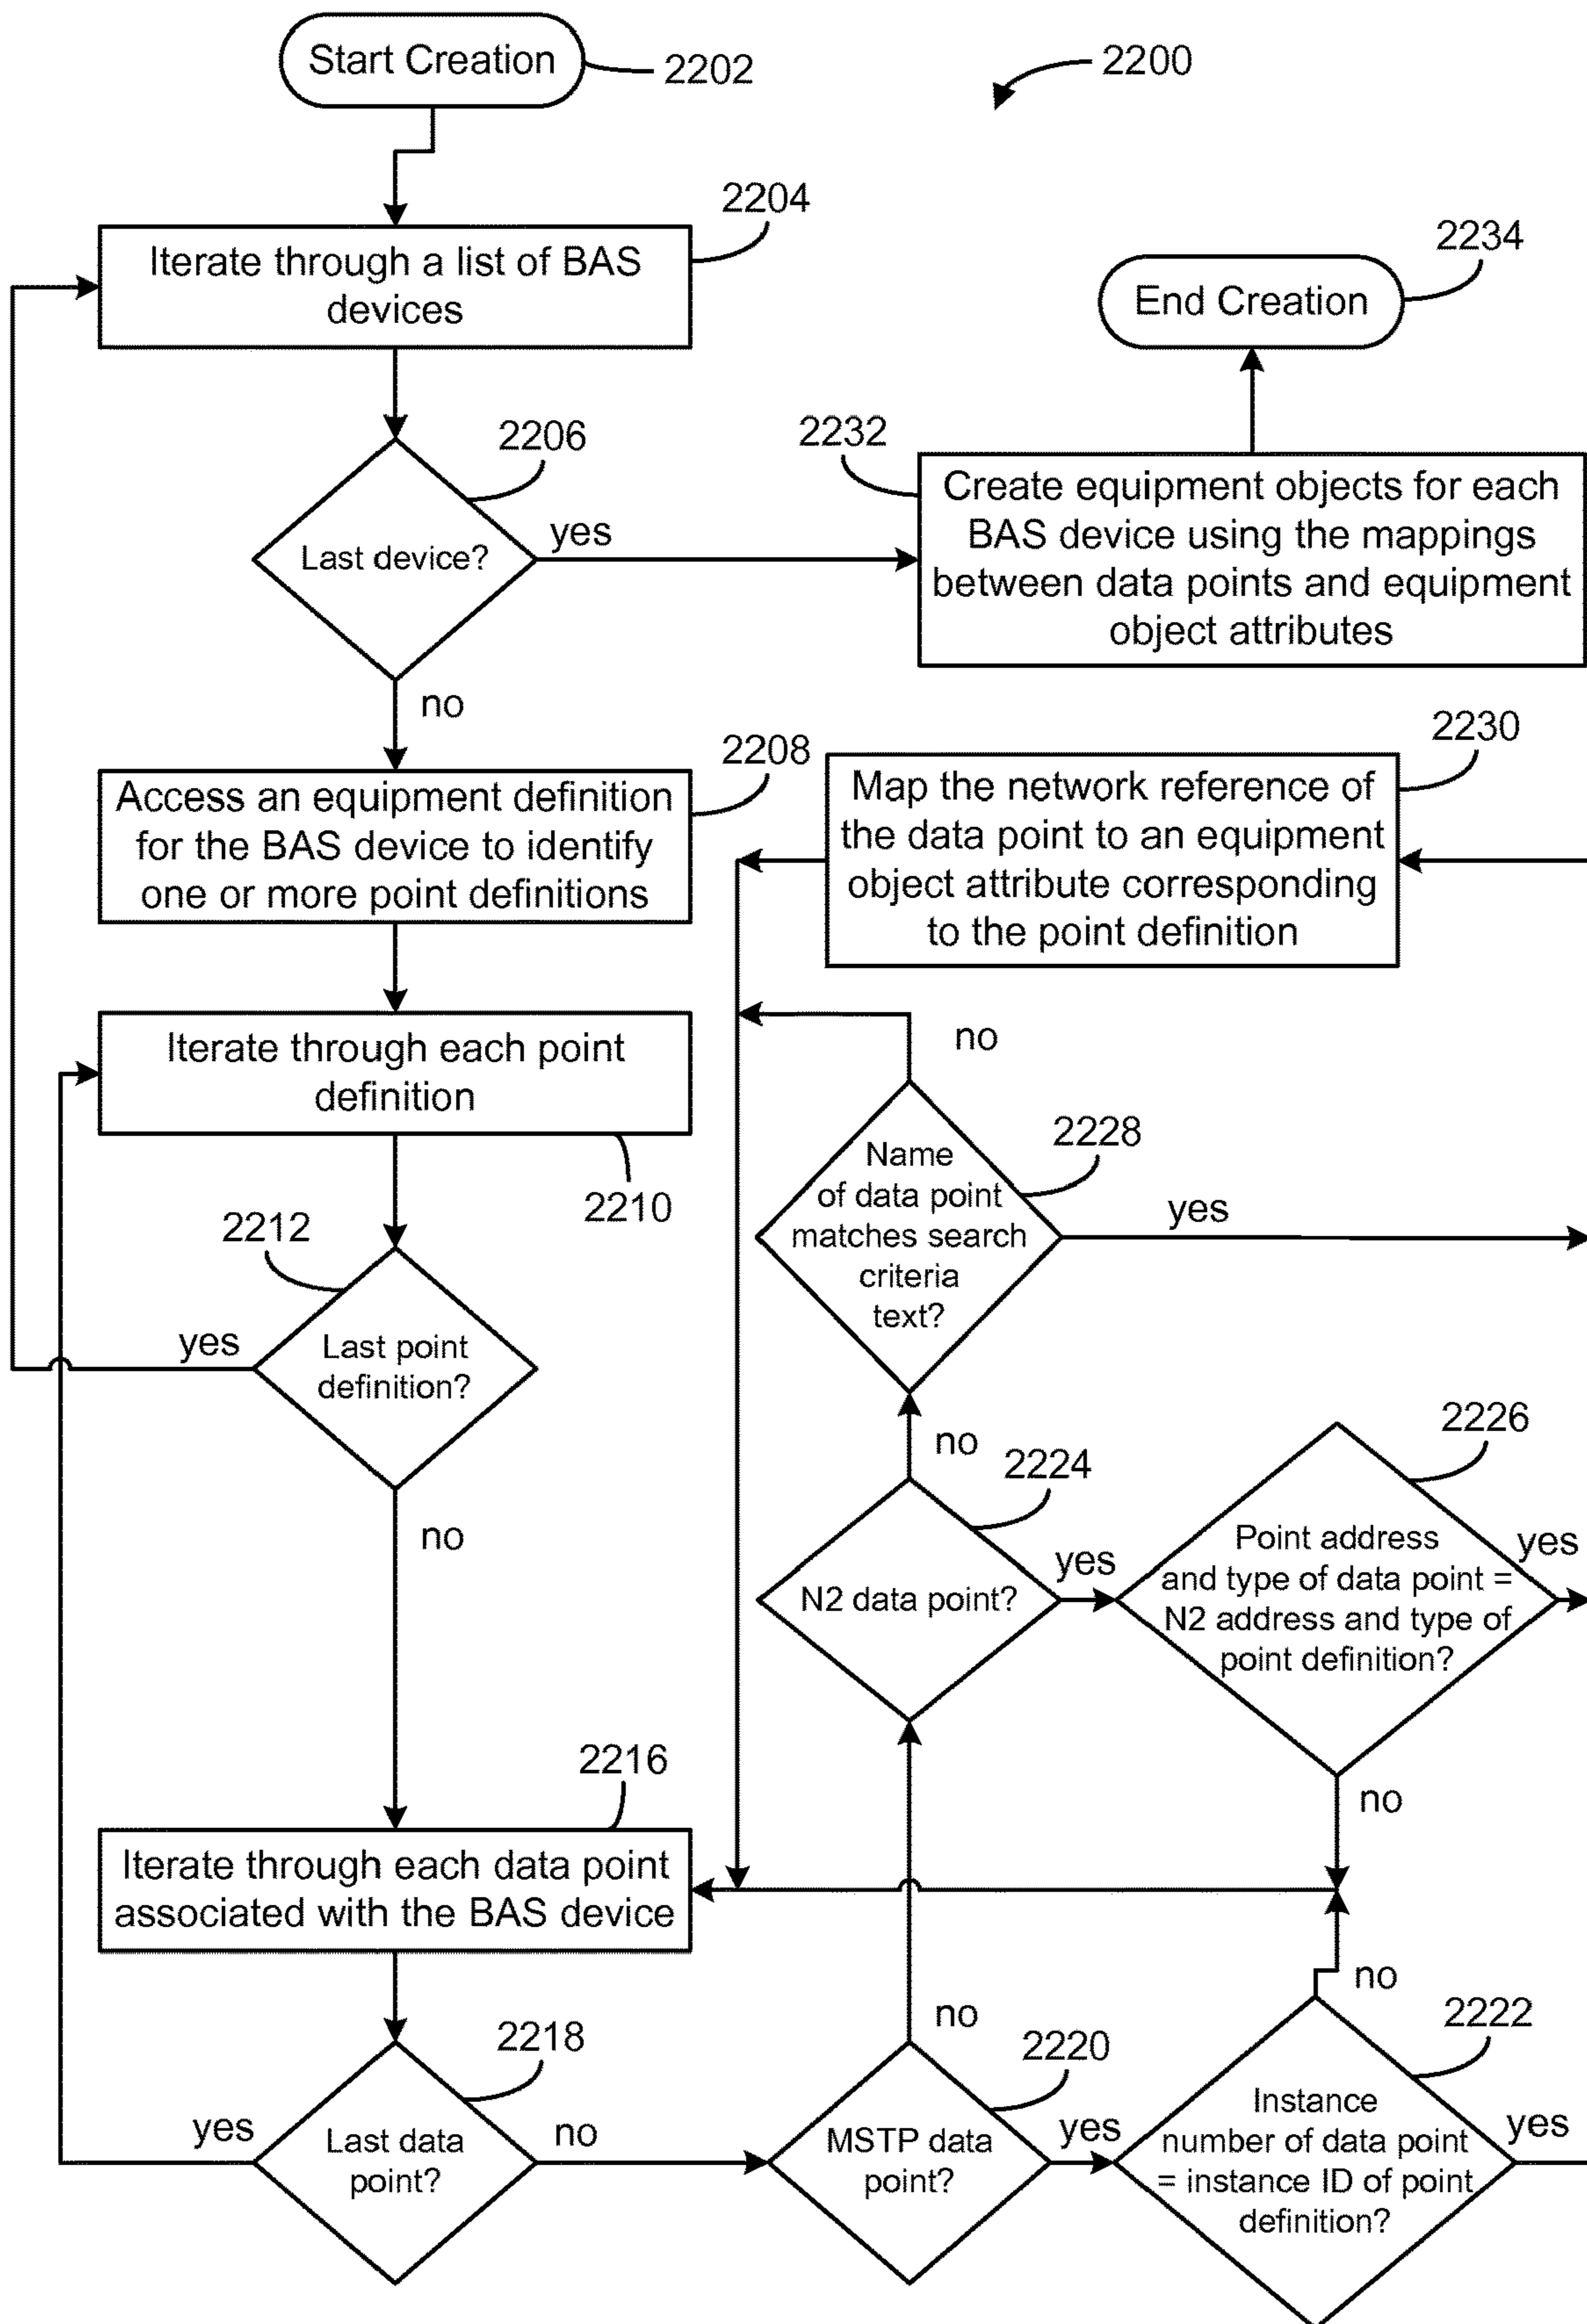 Start Creation
2202
2200
2204
Iterate through a list of BAS
devices
2234
End Creation
2206
Last device?
yes
no
2232
Create equipment objects for each
BAS device using the mappings
between data points and equipment
object attributes
2208
Access an equipment definition
for the BAS device to identify
one or more point definitions
2230
Map the network reference of
the data point to an equipment
object attribute corresponding
to the point definition
Iterate through each point
definition
2210
no
2228
Name
of data point
matches search
criteria
text?
yes
2212
yes
Last point
definition?
no
no
2224
N2 data point?
yes
2226
Point address
and type of data point =
N2 address and type of
point definition?
yes
no
2216
Iterate through each data point
associated with the BAS device
2218
yes
Last data
point?
no
no
2220
MSTP data
point?
yes
no
2222
Instance
number of data point
= instance ID of point
definition?
yes